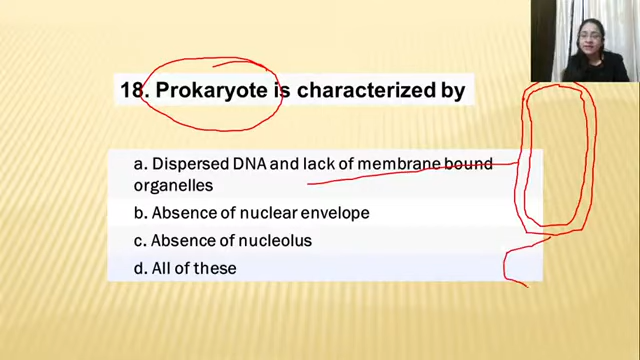 18. Prokaryote is characterized by
a. Dispersed DNA and lack of membrane bound
organelles
b. Absence of nuclear envelope
c. Absence of nucleolus
d. All of these